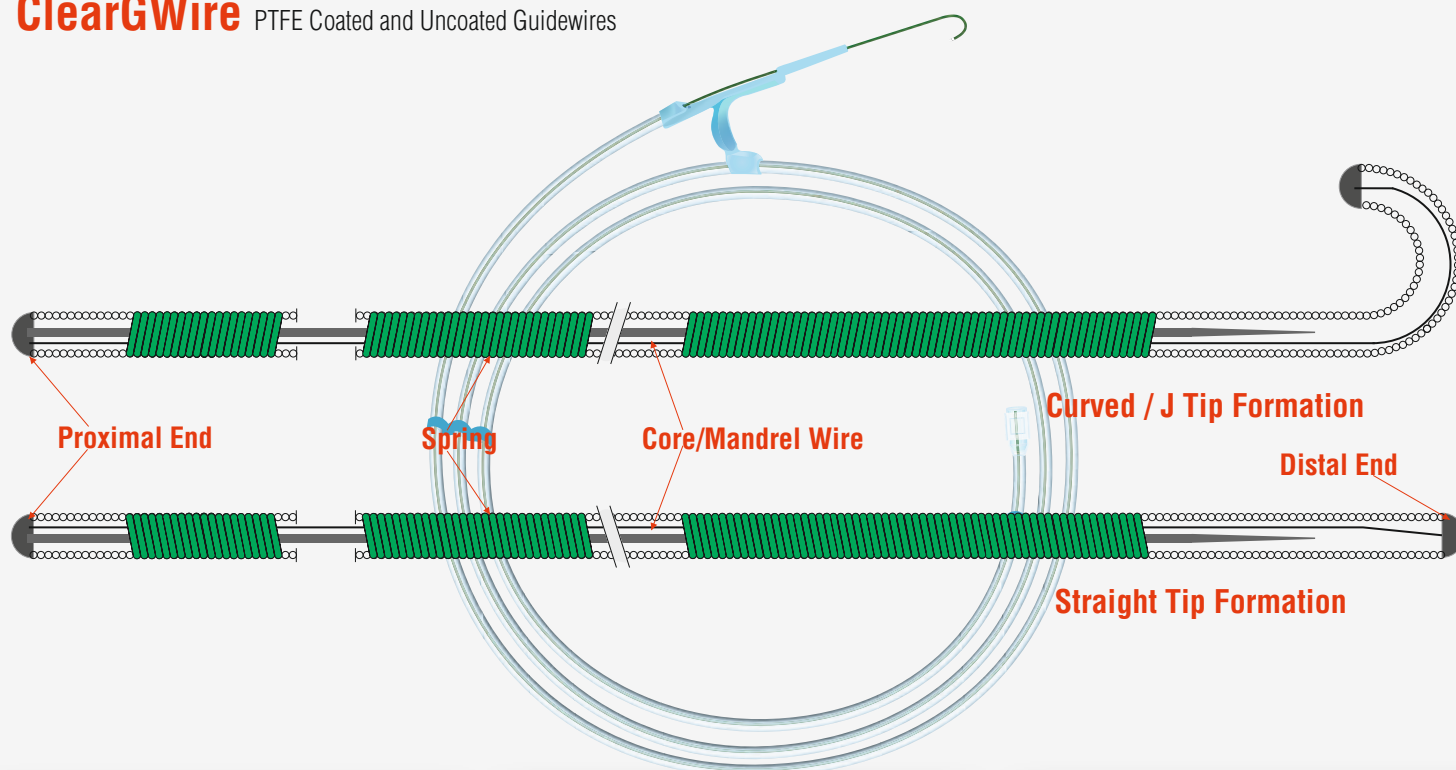 ClearGWire PTFE Coated and Uncoated Guidewires
Curved / J Tip Formation
Proximal End
Spring
Core/Mandrel Wire
Distal End
Straight Tip Formation